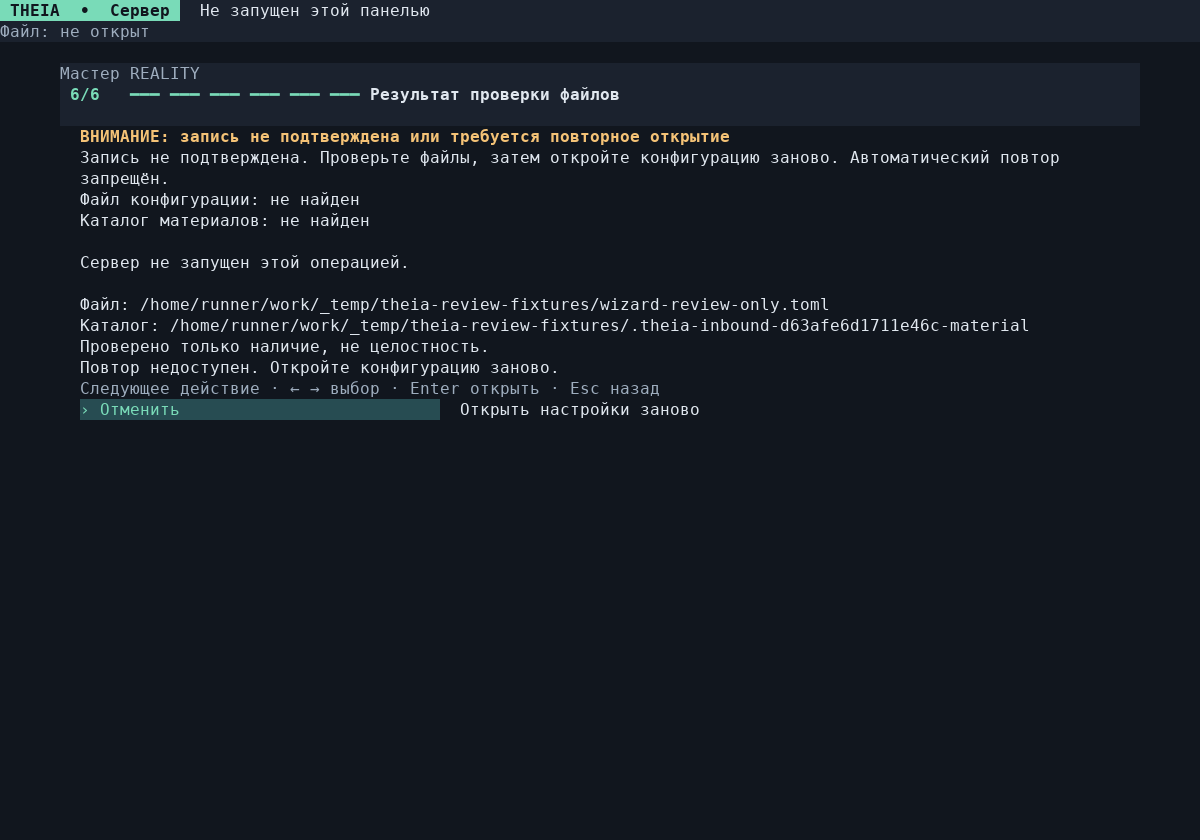 THEIA • Сервер Не запущен этой панелью
Файл: не открыт
Мастер REALITY
6/6 ━━━ ━━━ ━━━ ━━━ ━━━ ━━━ Результат проверки файлов
ВНИМАНИЕ: запись не подтверждена или требуется повторное открытие
Запись не подтверждена. Проверьте файлы, затем откройте конфигурацию заново. Автоматический повтор
запрещён.
Файл конфигурации: не найден
Каталог материалов: не найден
Сервер не запущен этой операцией.
Файл: /home/runner/work/_temp/theia-review-fixtures/wizard-review-only.toml
Каталог: /home/runner/work/_temp/theia-review-fixtures/.theia-inbound-d63afe6d1711e46c-material
Проверено только наличие, не целостность.
Повтор недоступен. Откройте конфигурацию заново.
Следующее действие · ← → выбор · Enter открыть · Esc назад
› Отменить Открыть настройки заново